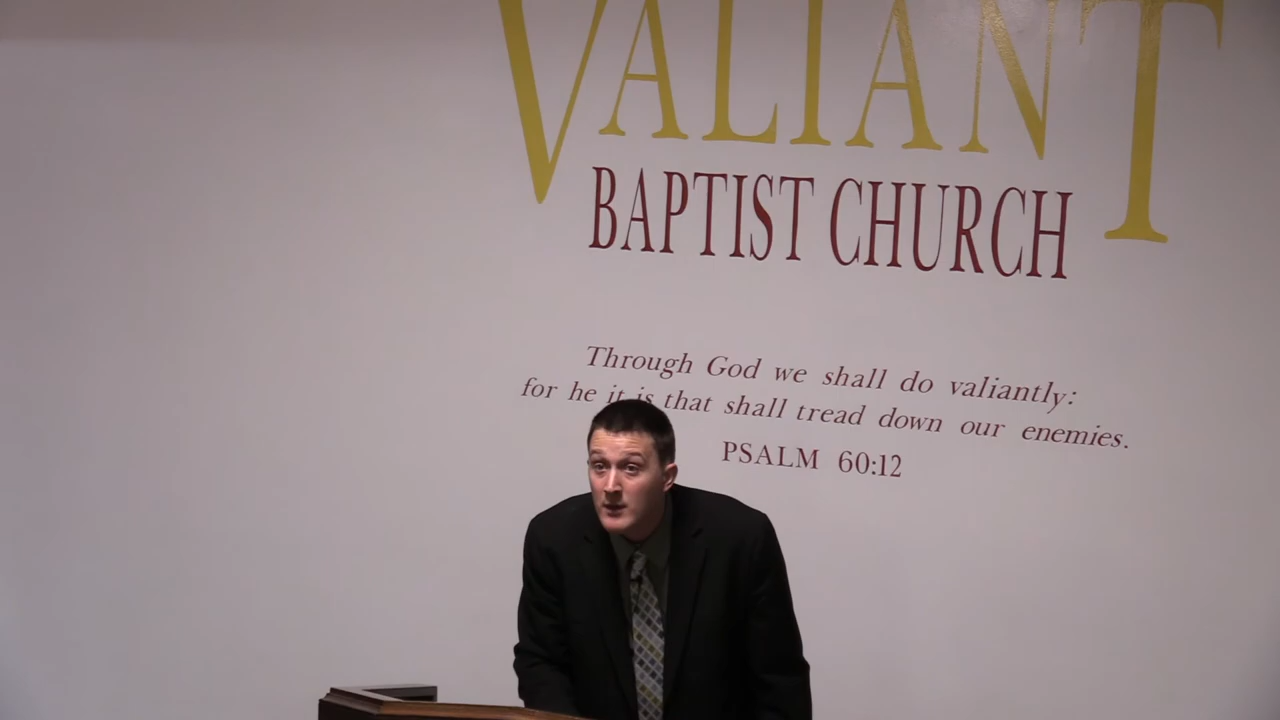 VALIANT
BAPTIST CHURCH
Through God we shall do valiantly:
for he it is that shall tread down our enemies.
PSALM 60:12